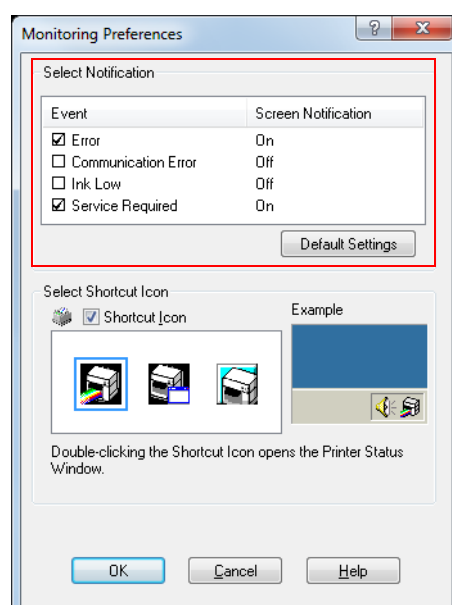 Monitoring Preferences
Select Notification
Event Screen Notification
Error On
Communication Error Off
Ink Low Off
Service Required On
Default Settings
Select Shortcut Icon
Shortcut Icon
Example
Double-clicking the Shortcut Icon opens the Printer Status
Window.
OK Cancel Help